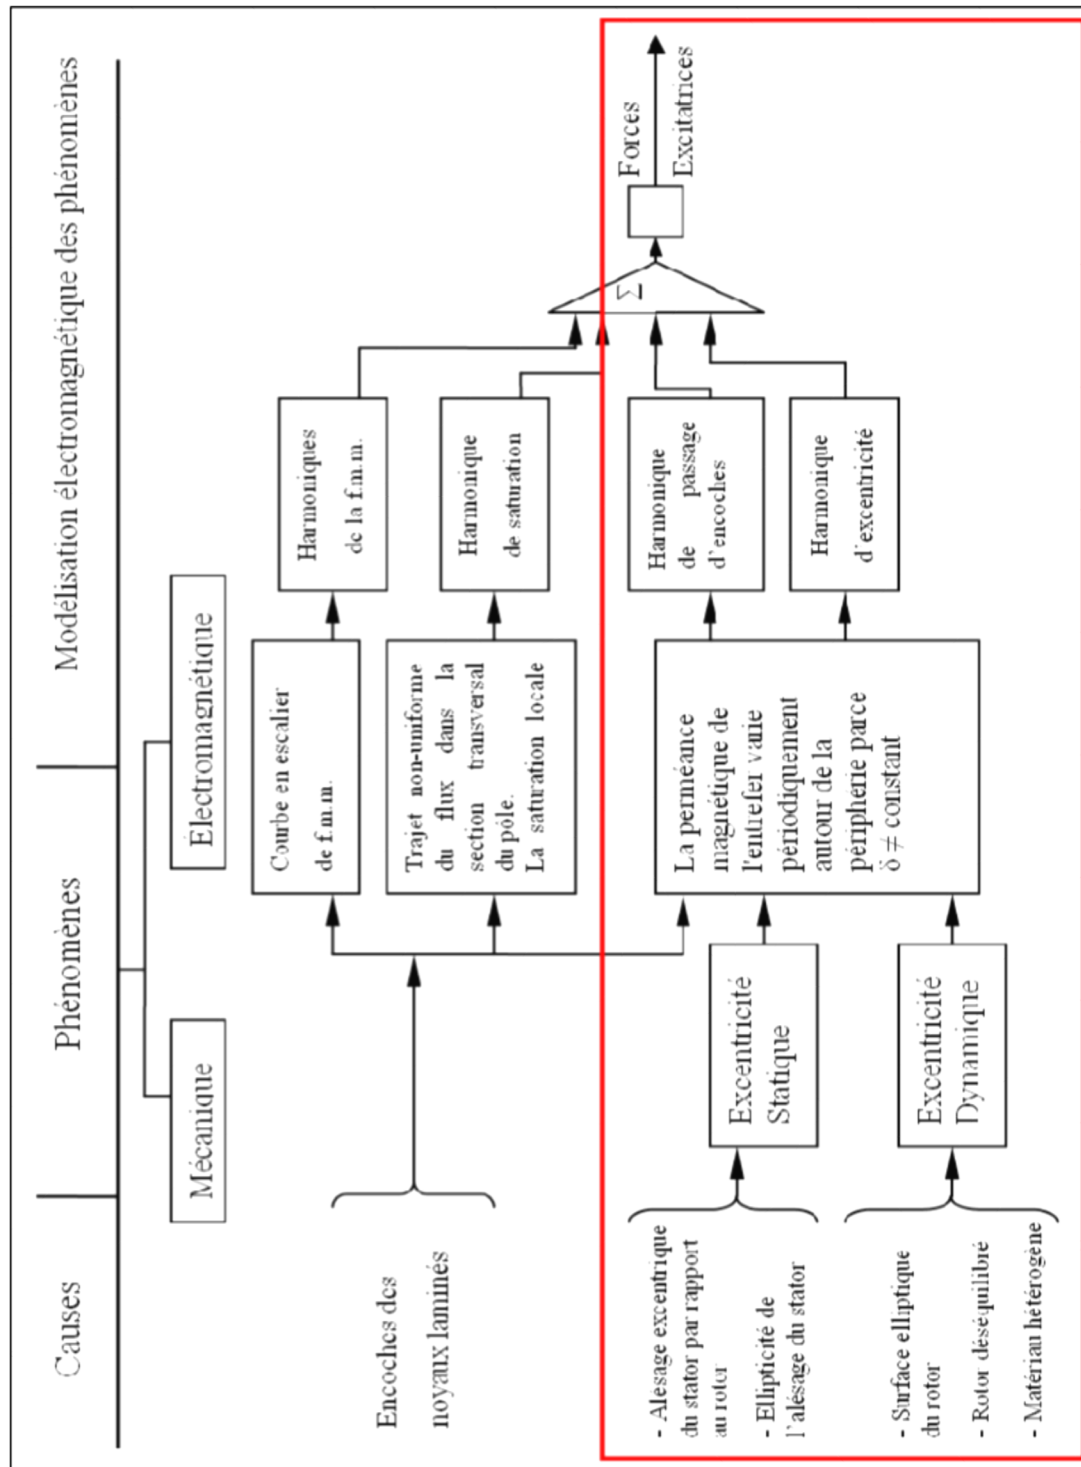 Causes
Phénomènes
Modélisation électromagnétique des phénomènes
Mécanique
Électromagnétique
Encoches des
noyaux laminés
Courbe en escalier
de f.m.m.
Harmoniques
de la f.m.m.
Trajet non-uniforme
du flux dans la
section transversal
du pôle.
La saturation locale
Harmonique
de saturation
- Alésage excentrique
du stator par rapport
au rotor
- Ellipticité de
l'alésage du stator
Excentricité
Statique
- Surface elliptique
du rotor
- Rotor déséquilibré
- Matériau hétérogène
Excentricité
Dynamique
La perméance
magnétique de
l'entrefer varie
périodiquement
autour de la
péripherie parce
δ ≠ constant
Harmonique
de passage
d'encoches
Harmonique
d'excentricité
Σ
Forces
Excitatrices